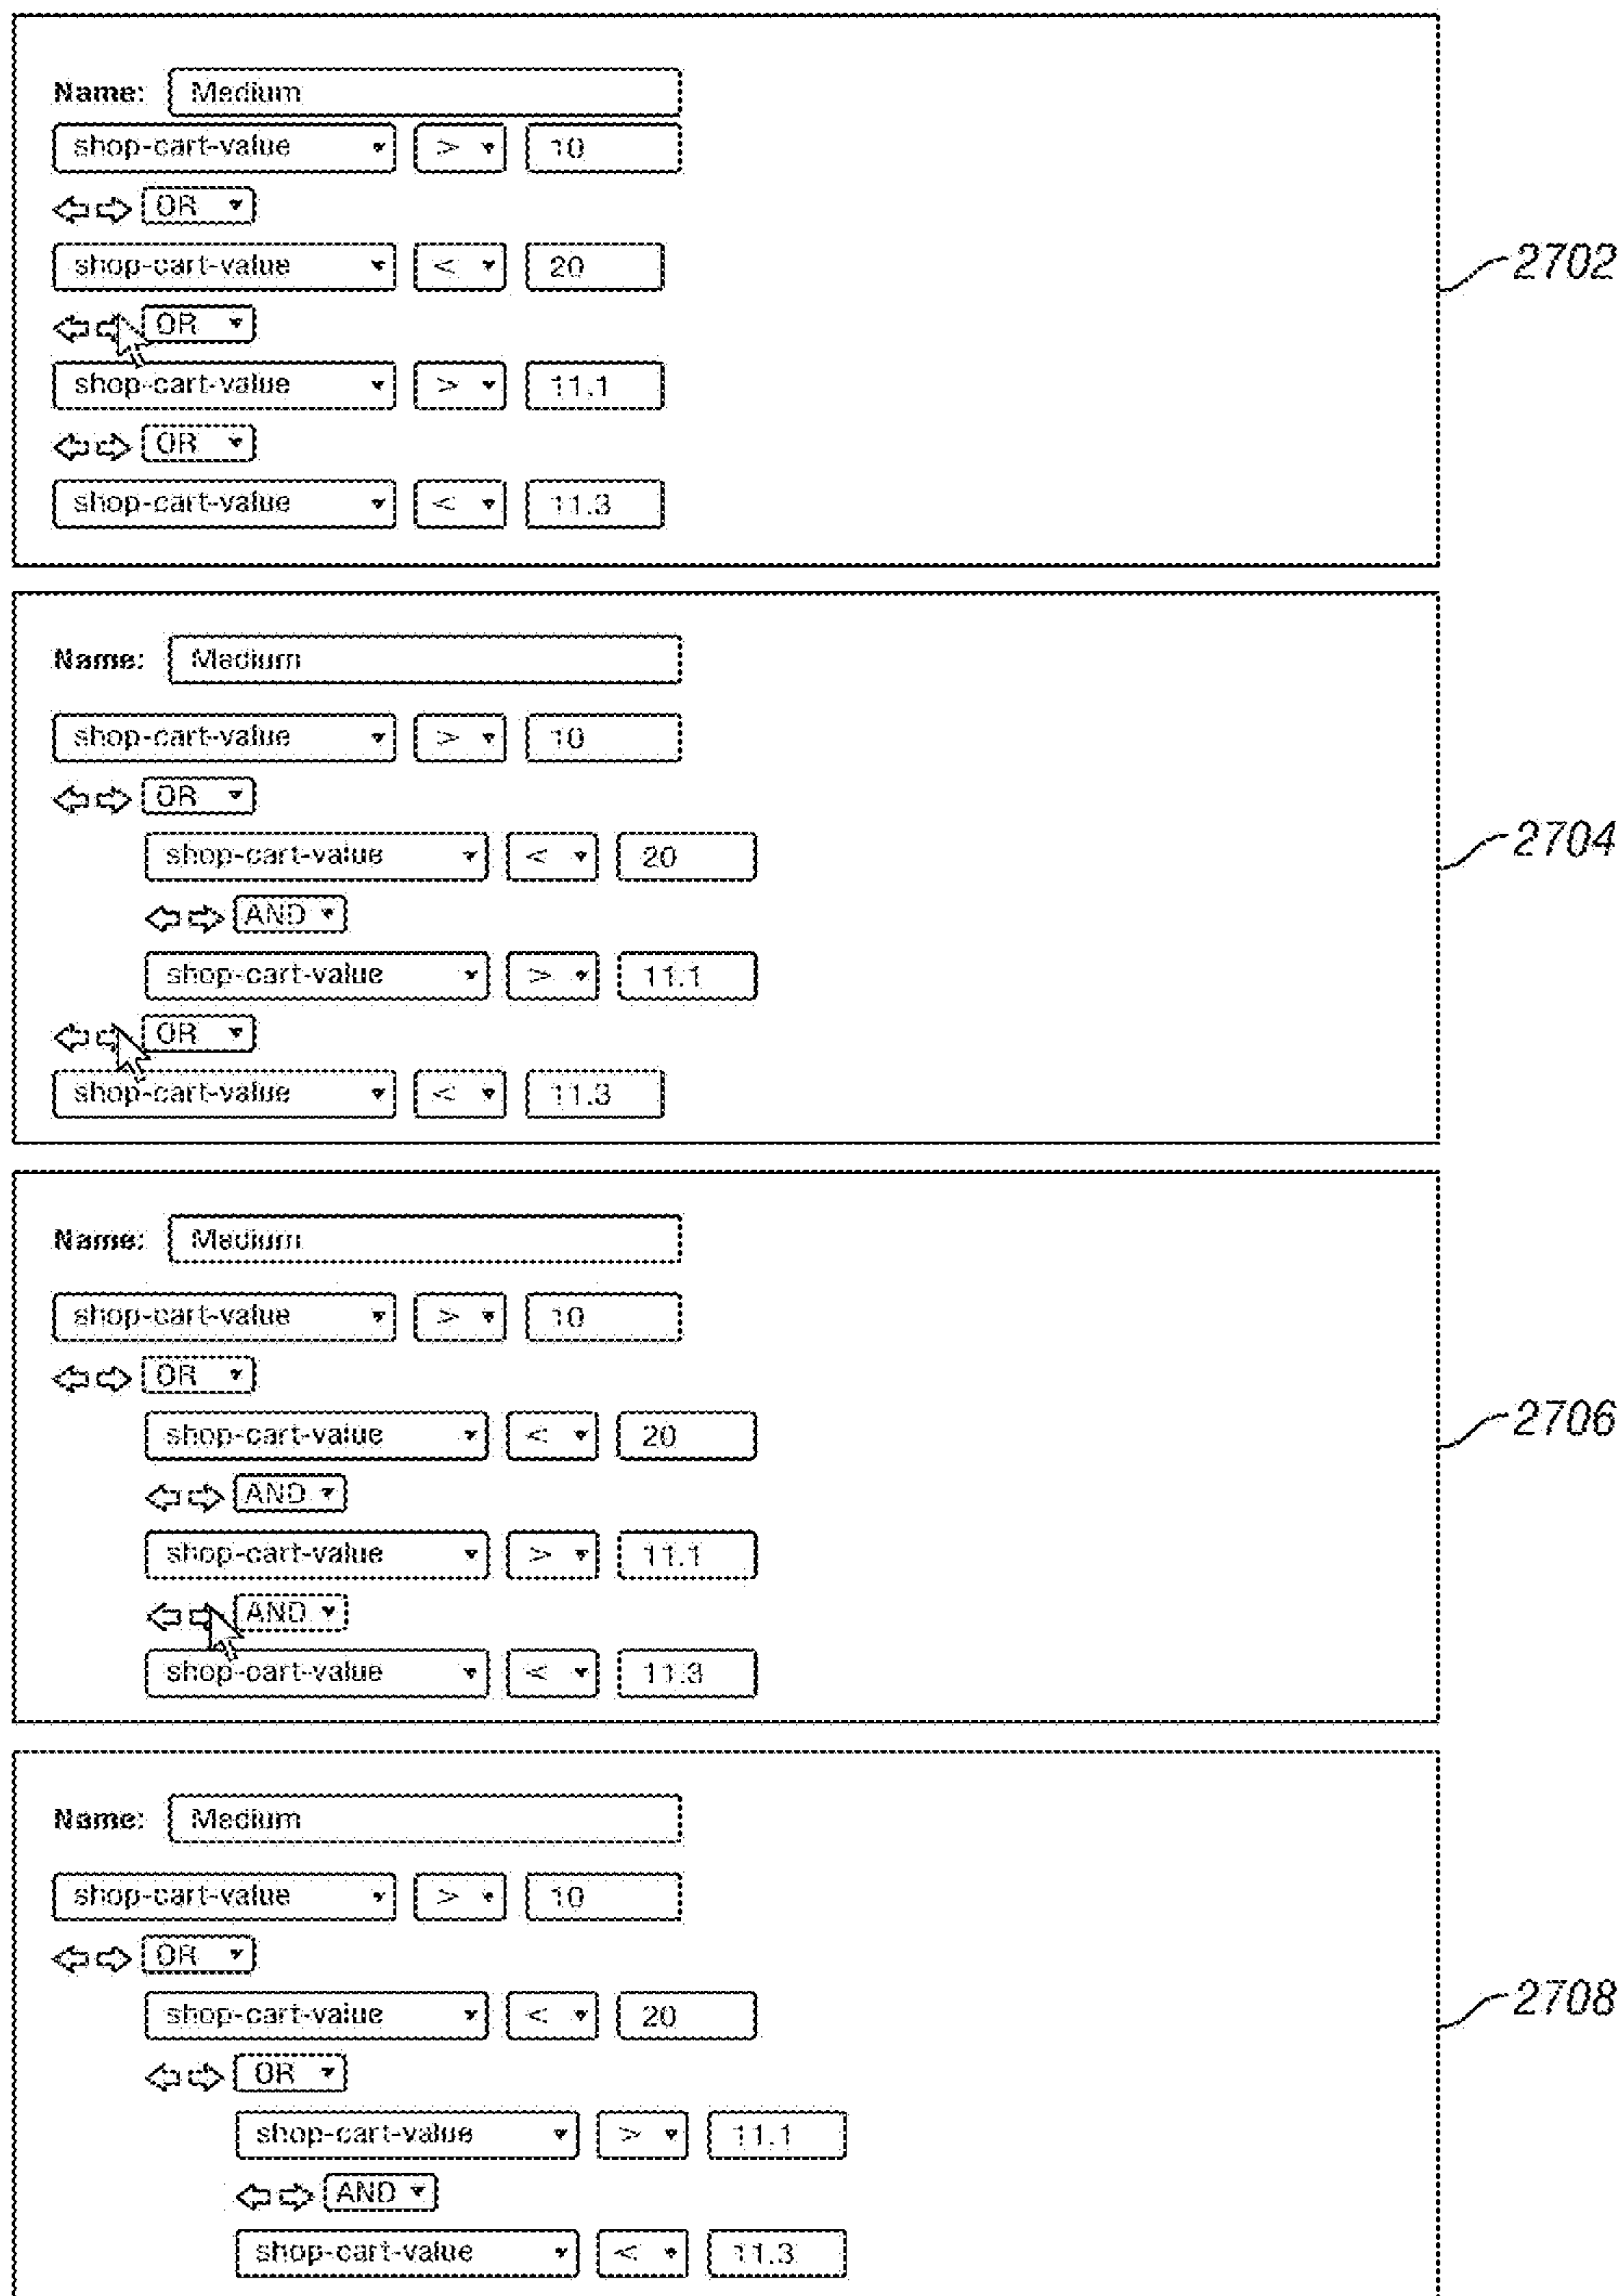 Name: Medium
shop-cart-value > 10
OR
shop-cart-value < 20
OR
shop-cart-value > 11.1
OR
shop-cart-value < 11.3
2702
Name: Medium
shop-cart-value > 10
OR
shop-cart-value < 20
AND
shop-cart-value > 11.1
OR
shop-cart-value < 11.3
2704
Name: Medium
shop-cart-value > 10
OR
shop-cart-value < 20
AND
shop-cart-value > 11.1
AND
shop-cart-value < 11.3
2706
Name: Medium
shop-cart-value > 10
OR
shop-cart-value < 20
OR
shop-cart-value > 11.1
AND
shop-cart-value < 11.3
2708